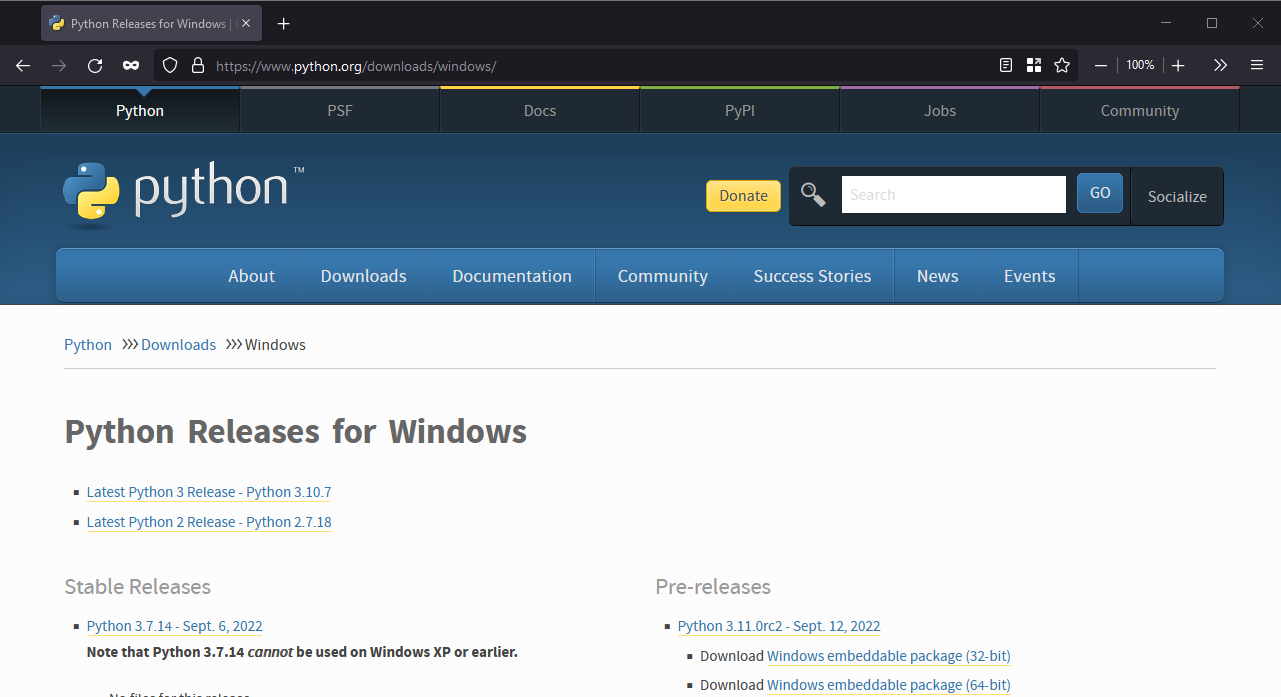 Python Releases for Windows |
https://www.python.org/downloads/windows/
100%
Python PSF Docs PyPI Jobs Community
python™
Donate Search GO Socialize
About Downloads Documentation Community Success Stories News Events
Python >>> Downloads >>> Windows
Python Releases for Windows
Latest Python 3 Release - Python 3.10.7
Latest Python 2 Release - Python 2.7.18
Stable Releases
Python 3.7.14 - Sept. 6, 2022
Note that Python 3.7.14 cannot be used on Windows XP or earlier.
No files for this release.
Pre-releases
Python 3.11.0rc2 - Sept. 12, 2022
Download Windows embeddable package (32-bit)
Download Windows embeddable package (64-bit)